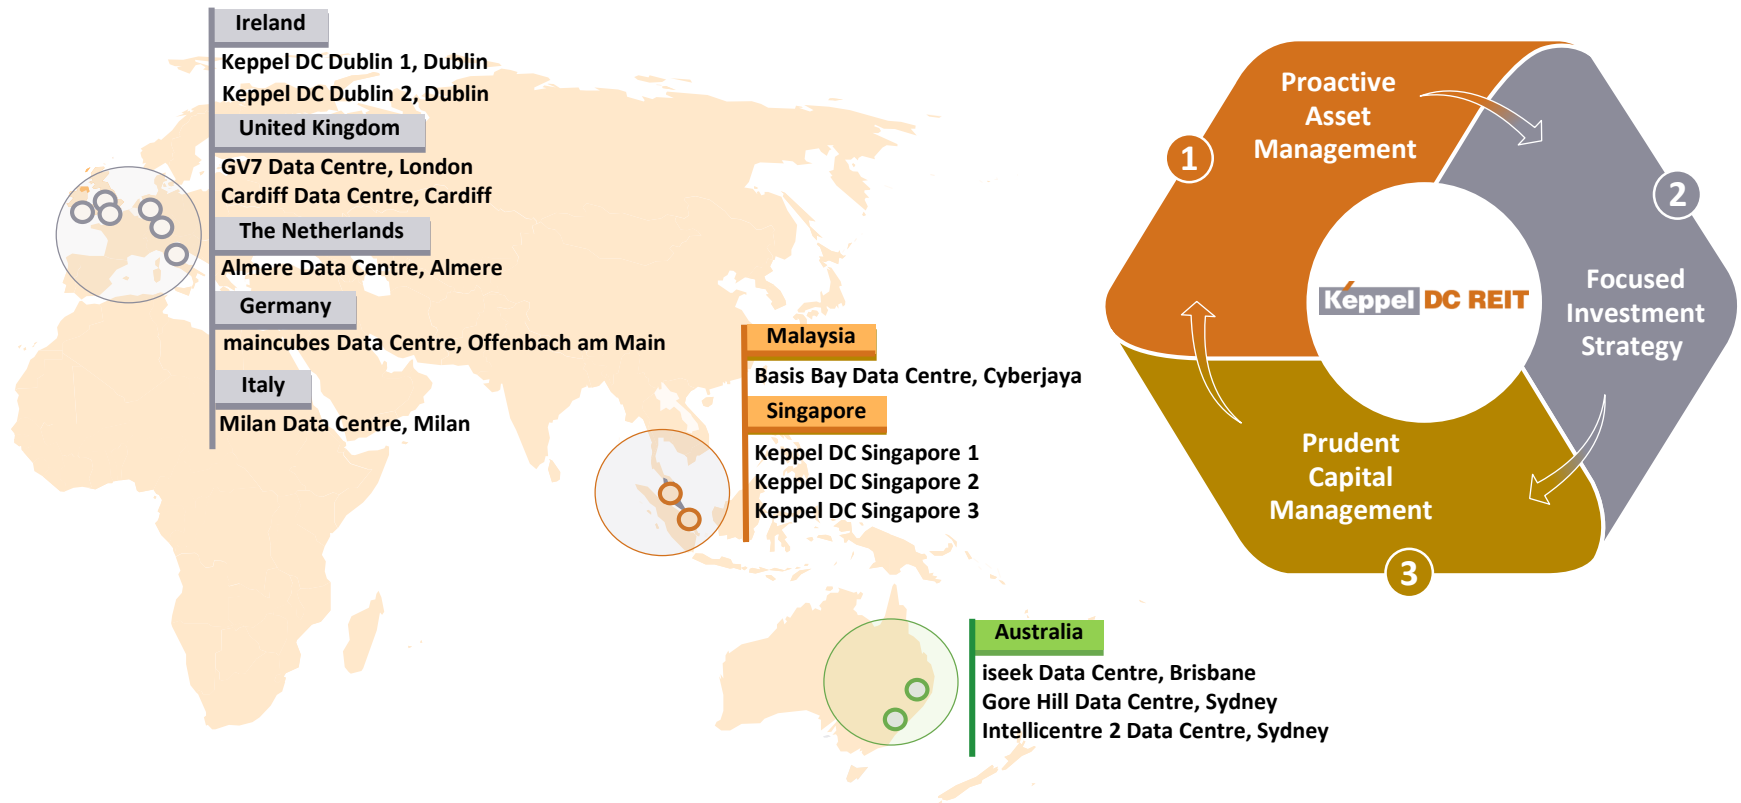 Ireland
Keppel DC Dublin 1, Dublin
Keppel DC Dublin 2, Dublin
United Kingdom
GV7 Data Centre, London
Cardiff Data Centre, Cardiff
The Netherlands
Almere Data Centre, Almere
Germany
maincubes Data Centre, Offenbach am Main
Italy
Milan Data Centre, Milan
Malaysia
Basis Bay Data Centre, Cyberjaya
Singapore
Keppel DC Singapore 1
Keppel DC Singapore 2
Keppel DC Singapore 3
Australia
iseek Data Centre, Brisbane
Gore Hill Data Centre, Sydney
Intellicentre 2 Data Centre, Sydney
1
Proactive
Asset
Management
2
Focused
Investment
Strategy
Keppel DC REIT
Prudent
Capital
Management
3